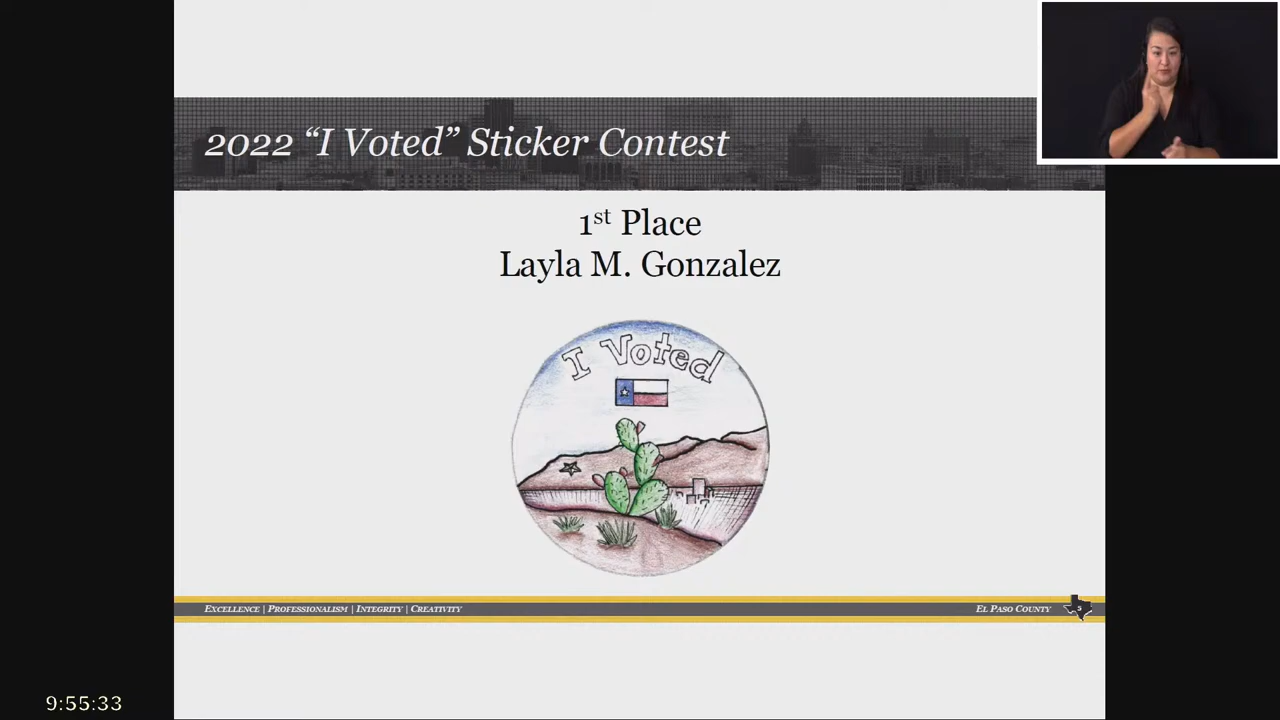 2022 “I Voted” Sticker Contest
1st Place
Layla M. Gonzalez
I Voted
EXCELLENCE | PROFESSIONALISM | INTEGRITY | CREATIVITY
EL PASO COUNTY
5
9:55:33